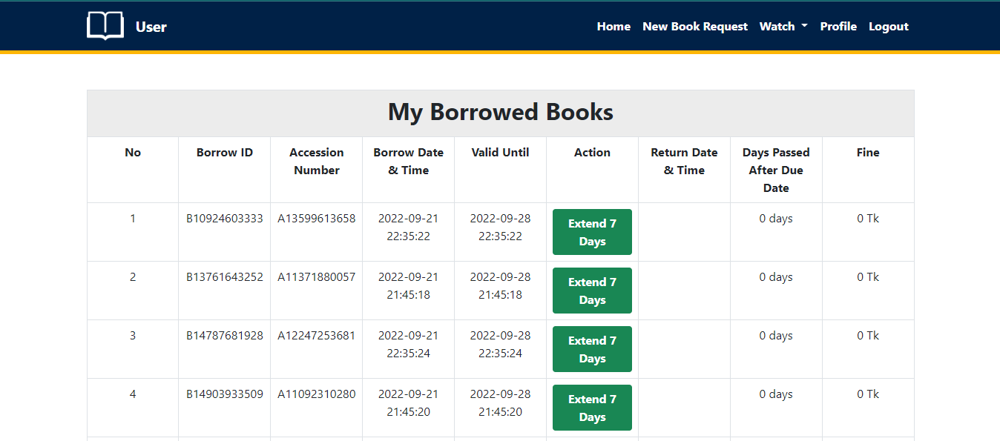 User
Home New Book Request Watch Profile Logout
My Borrowed Books
No Borrow ID Accession Number Borrow Date & Time Valid Until Action Return Date & Time Days Passed After Due Date Fine
1 B10924603333 A13599613658 2022-09-21 22:35:22 2022-09-28 22:35:22 Extend 7 Days 0 days 0 Tk
2 B13761643252 A11371880057 2022-09-21 21:45:18 2022-09-28 21:45:18 Extend 7 Days 0 days 0 Tk
3 B14787681928 A12247253681 2022-09-21 22:35:24 2022-09-28 22:35:24 Extend 7 Days 0 days 0 Tk
4 B14903933509 A11092310280 2022-09-21 21:45:20 2022-09-28 21:45:20 Extend 7 Days 0 days 0 Tk